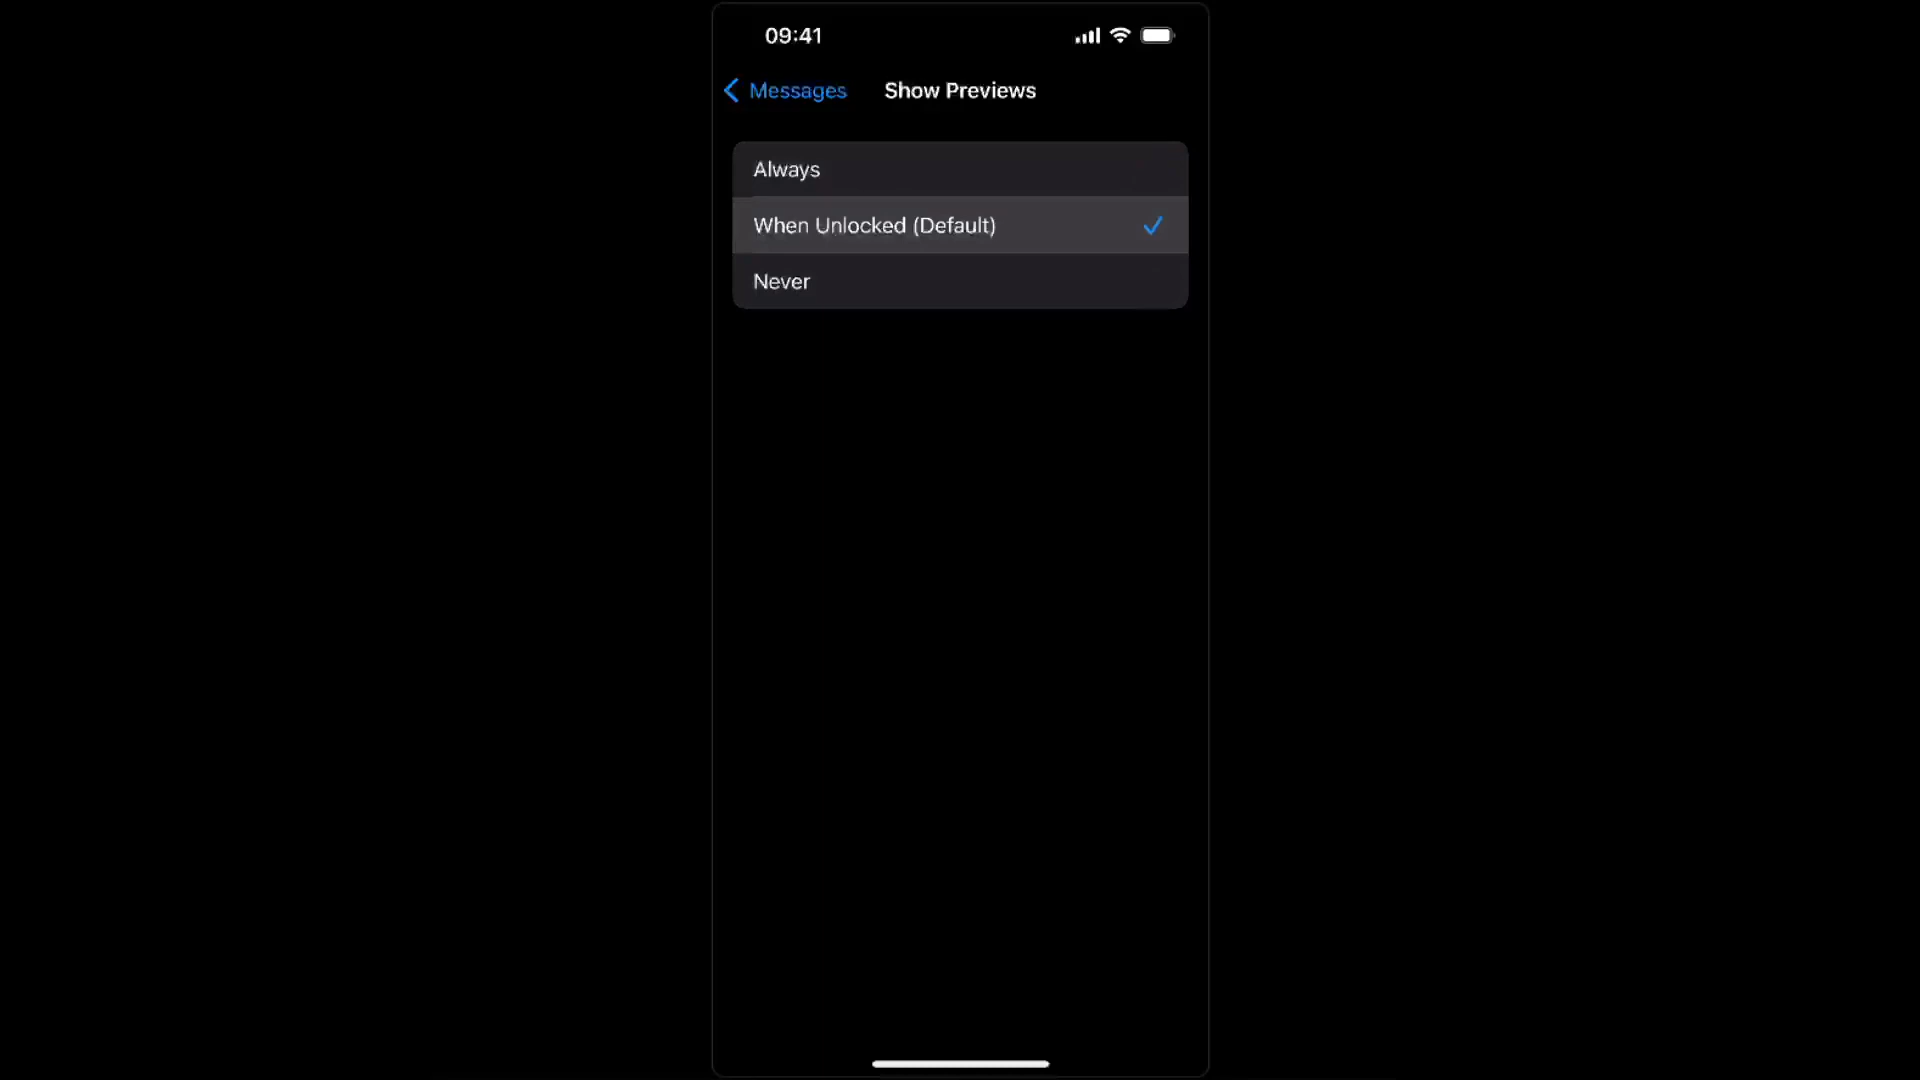 09:41
Messages
Show Previews
Always
When Unlocked (Default)
Never